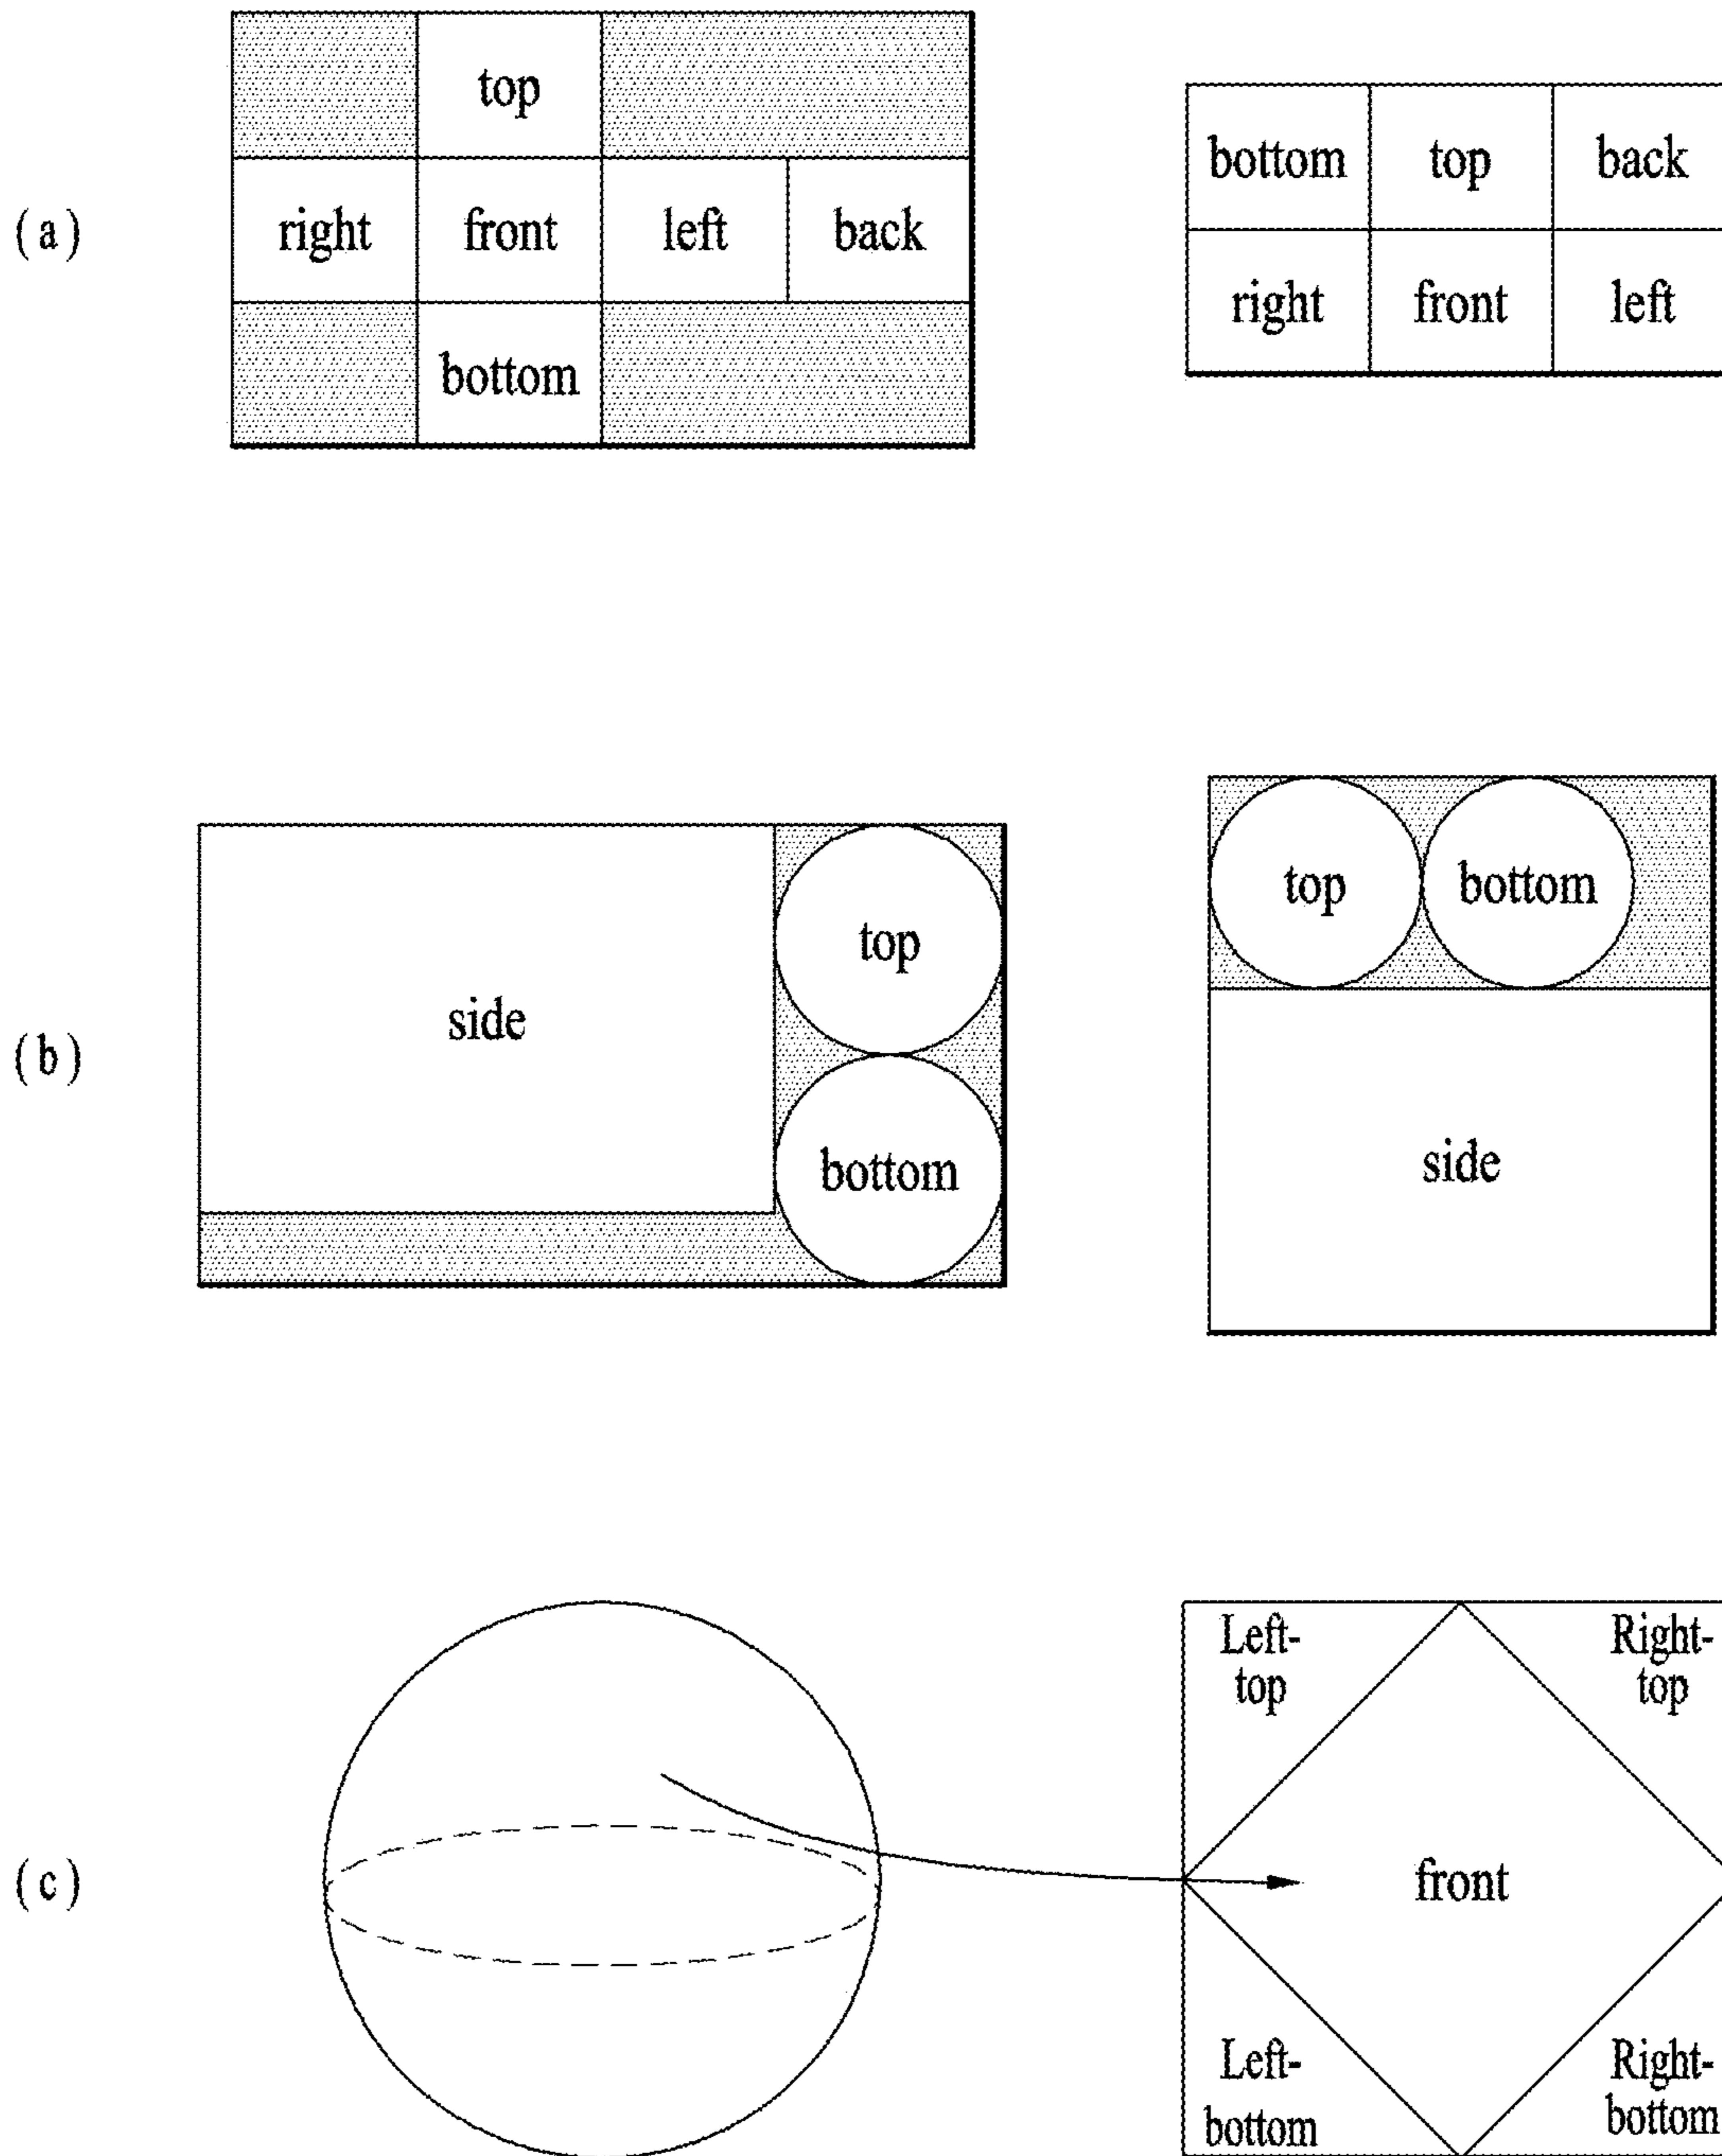 top
(a) right front left back
bottom
bottom top back
right front left
(b) side
top
bottom
top bottom
side
(c)
Left-
top
Right-
top
front
Left-
bottom
Right-
bottom